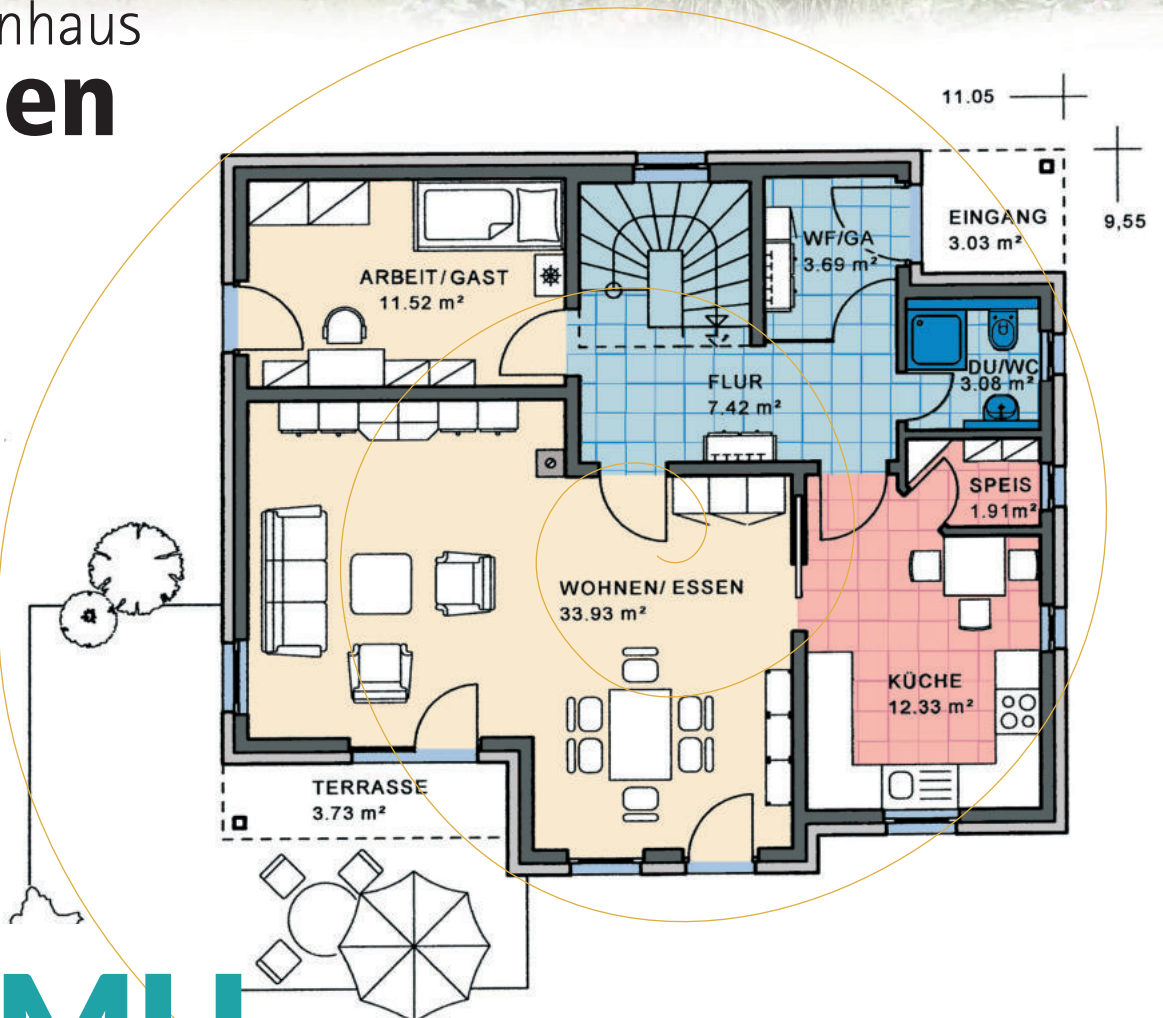 nhaus
en
11.05
9,55
EINGANG
3.03 m²
WF/GA
3.69 m²
ARBEIT/GAST
11.52 m²
DU/WC
3.08 m²
FLUR
7.42 m²
SPEIS
1.91m²
WOHNEN/ ESSEN
33.93 m²
KÜCHE
12.33 m²
TERRASSE
3.73 m²